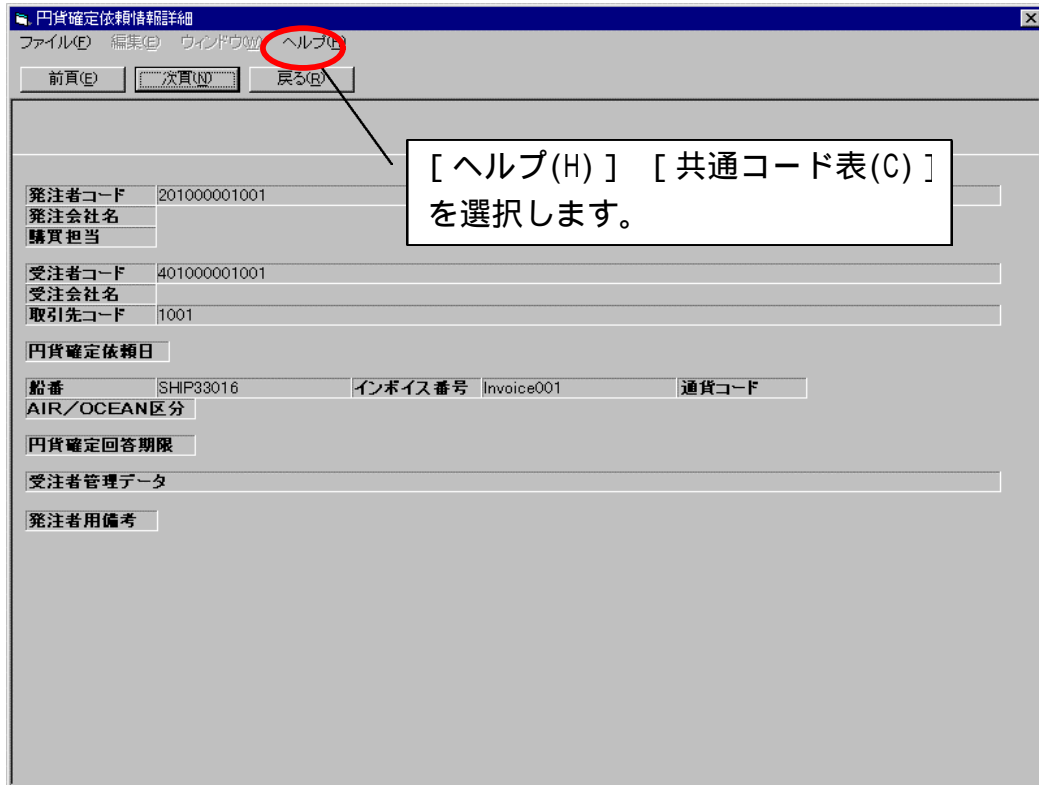 円貨確定依頼情報詳細
ファイル(F) 編集(E) ウィンドウ(W) ヘルプ(H)
前頁(E) 次頁(N) 戻る(R)
[ ヘルプ(H) ] [ 共通コード表(C) ]
を選択します。
発注者コード 201000001001
発注会社名
購買担当
受注者コード 401000001001
受注会社名
取引先コード 1001
円貨確定依頼日
船番 SHIP33016 インボイス番号 Invoice001 通貨コード
AIR/OCEAN区分
円貨確定回答期限
受注者管理データ
発注者用備考